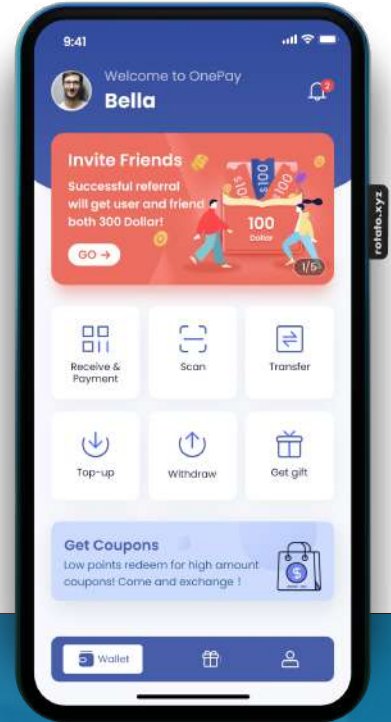 9:41
Welcome to OnePay
Bella
2
Invite Friends
Successful referral
will get user and friend
both 300 Dollar!
GO →
$10
$100
$100
100
Dollar
1/5
rotato.xyz
Receive &
Payment
Scan
Transfer
Top-up
Withdraw
Get gift
Get Coupons
Low points redeem for high amount
coupons! Come and exchange !
$
Wallet